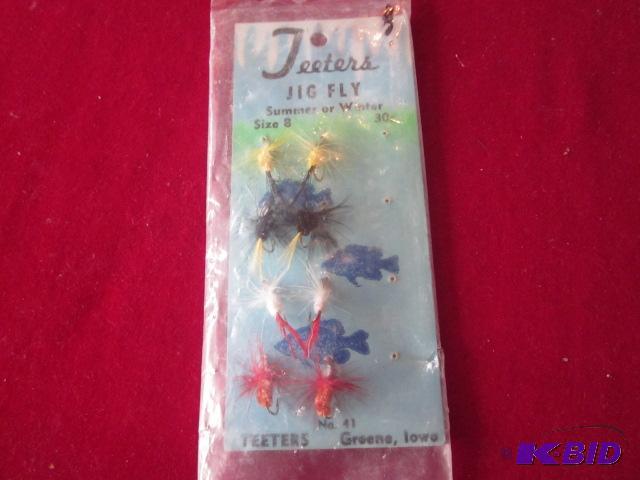 Teeters
JIG FLY
Summer or Winter
Size 8 30¢
No. 41
TEETERS Greene, Iowa
K-BID